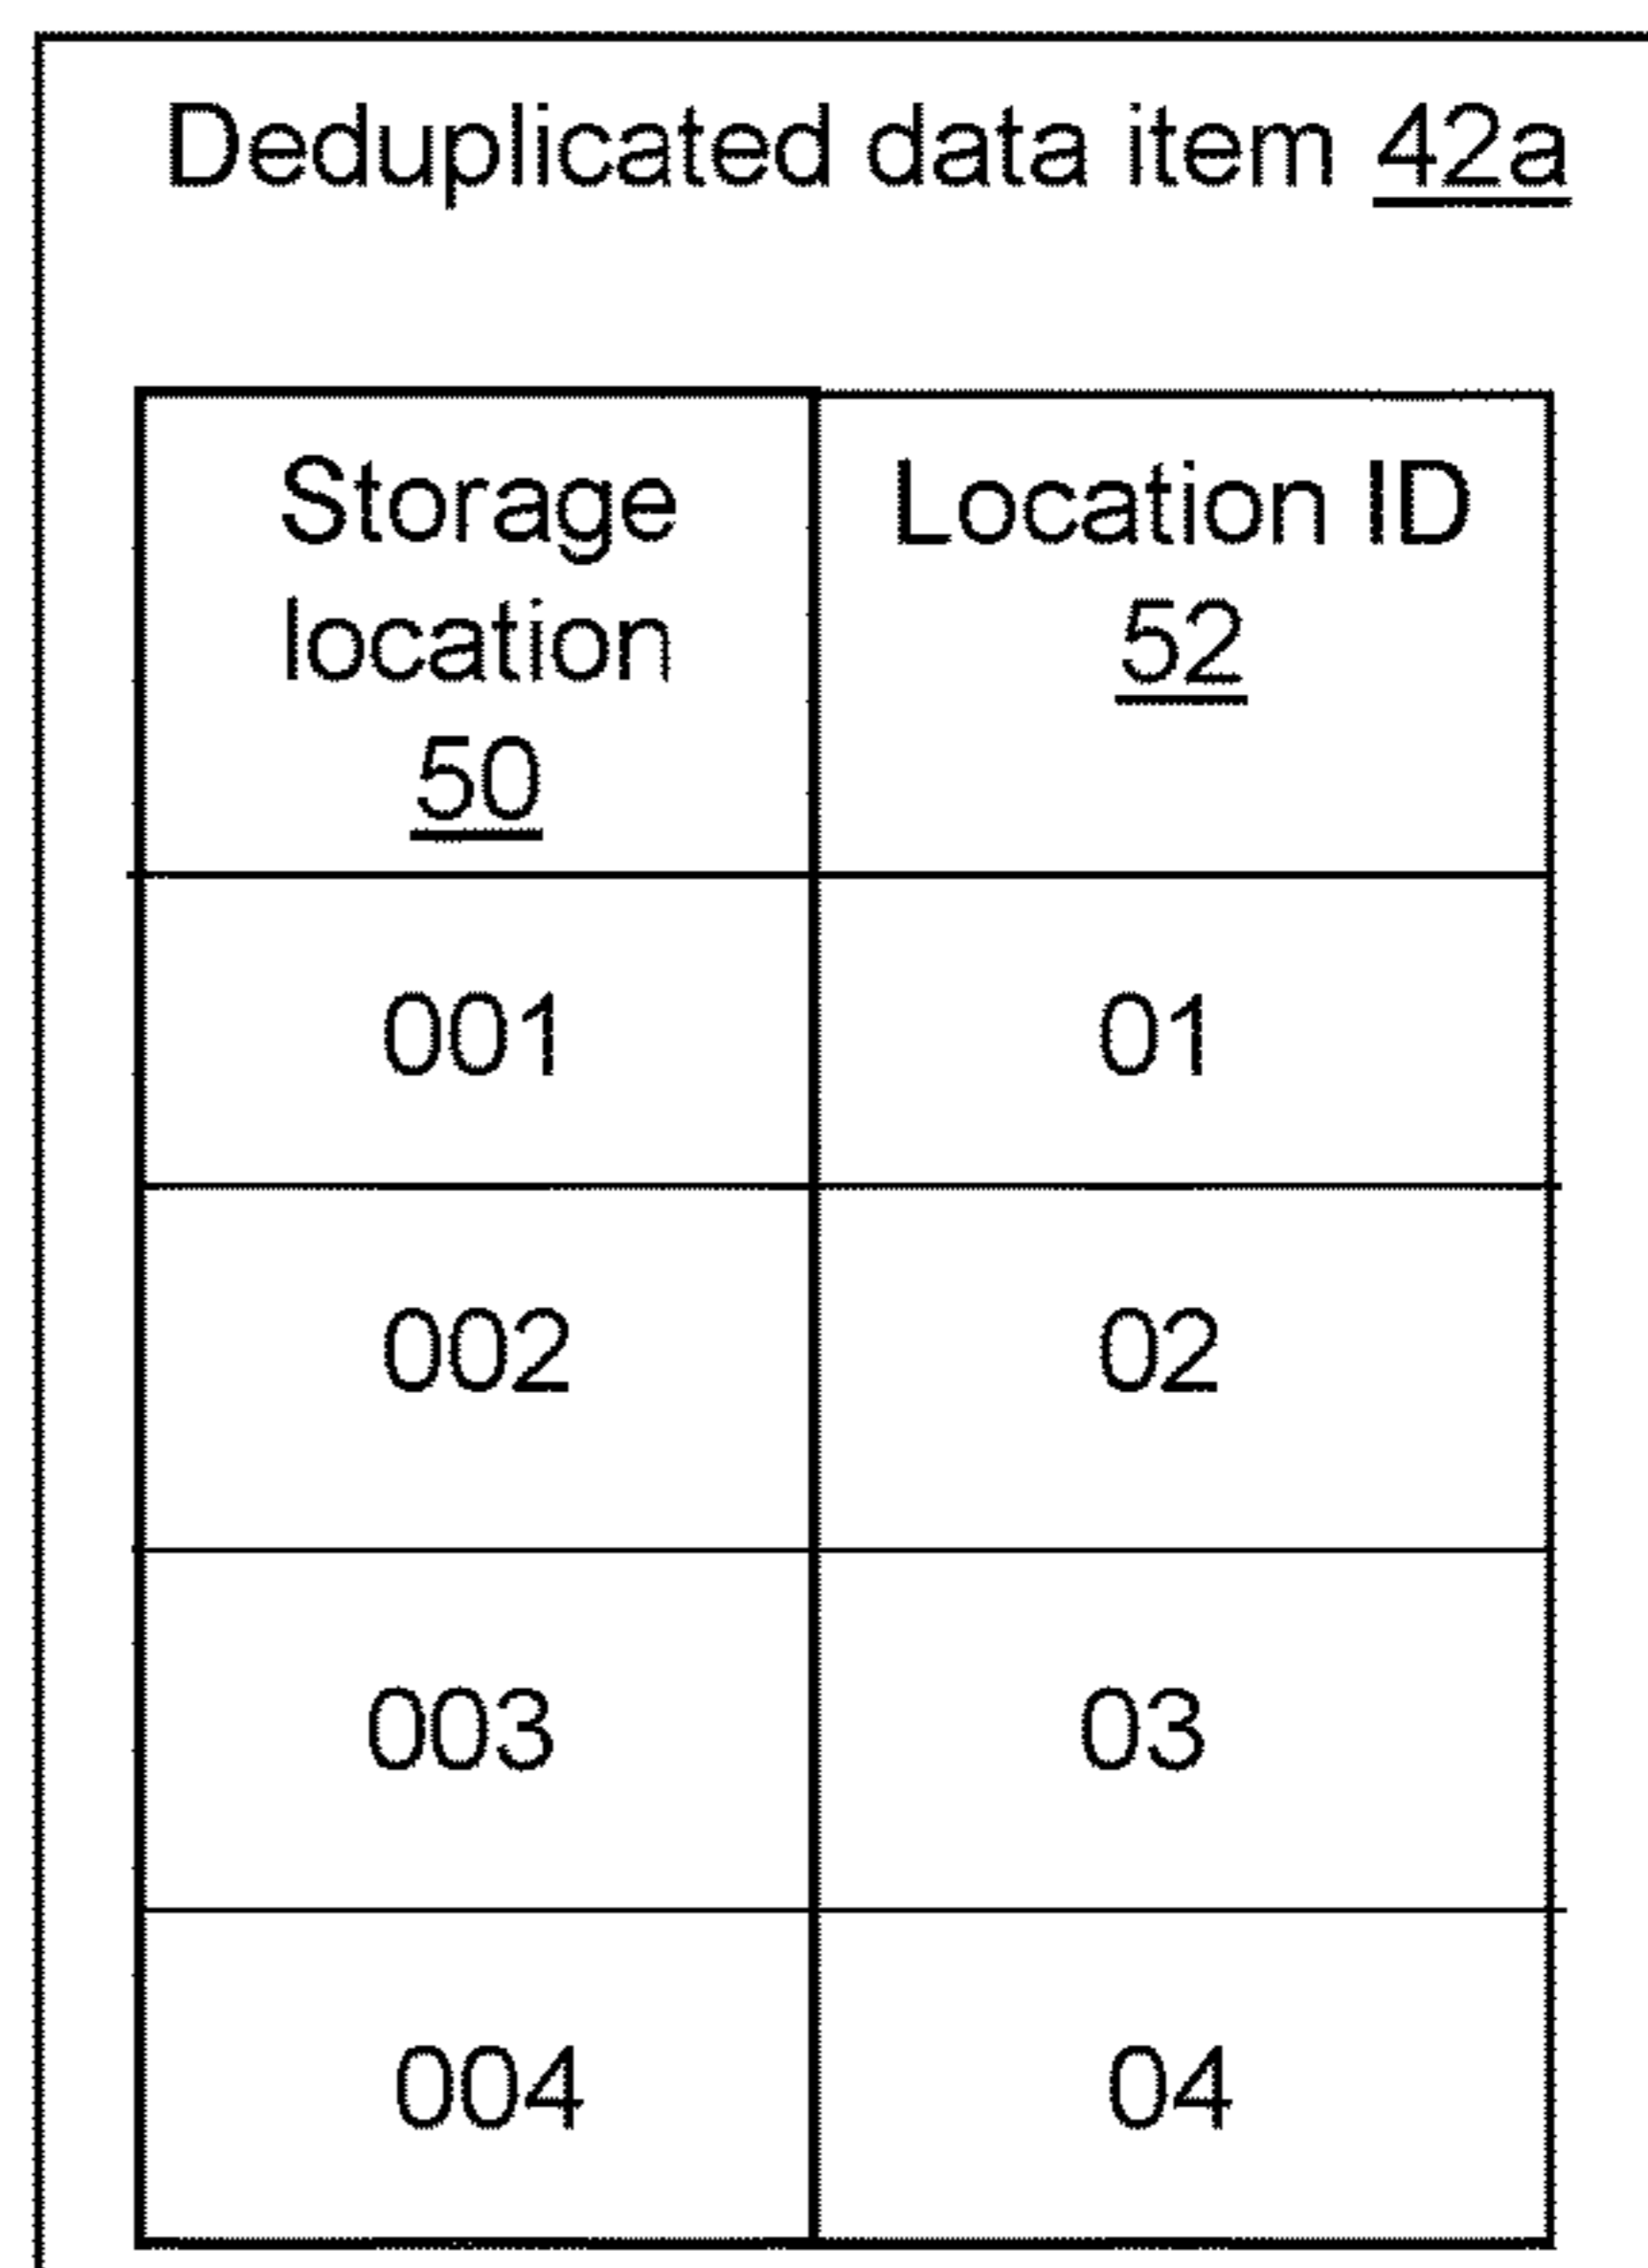 Deduplicated data item 42a
Storage location 50
Location ID 52
001 01
002 02
003 03
004 04